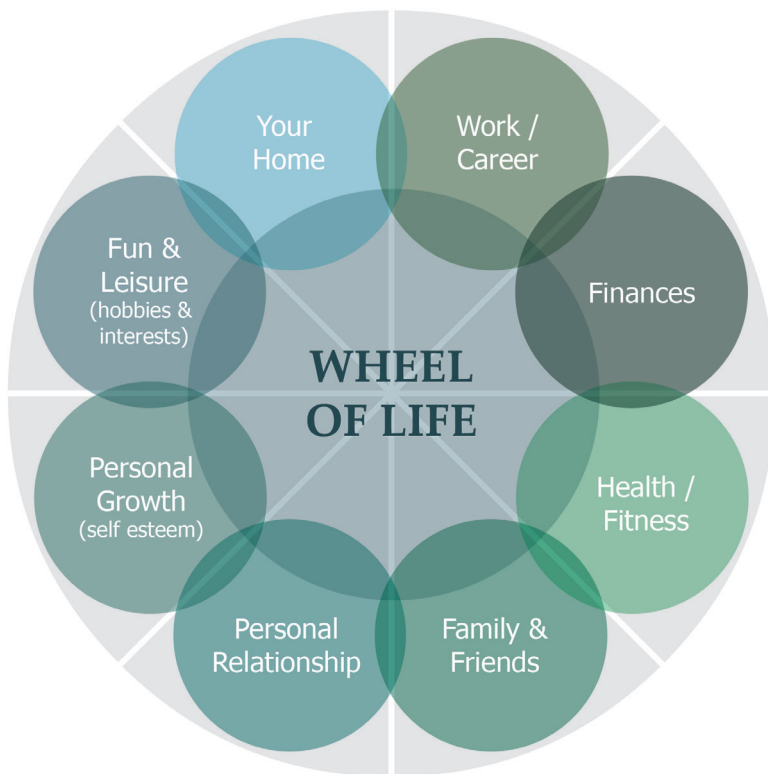 Your
Home
Work /
Career
Finances
Health /
Fitness
Family &
Friends
Personal
Relationship
Personal
Growth
(self esteem)
Fun &
Leisure
(hobbies &
interests)
WHEEL
OF LIFE